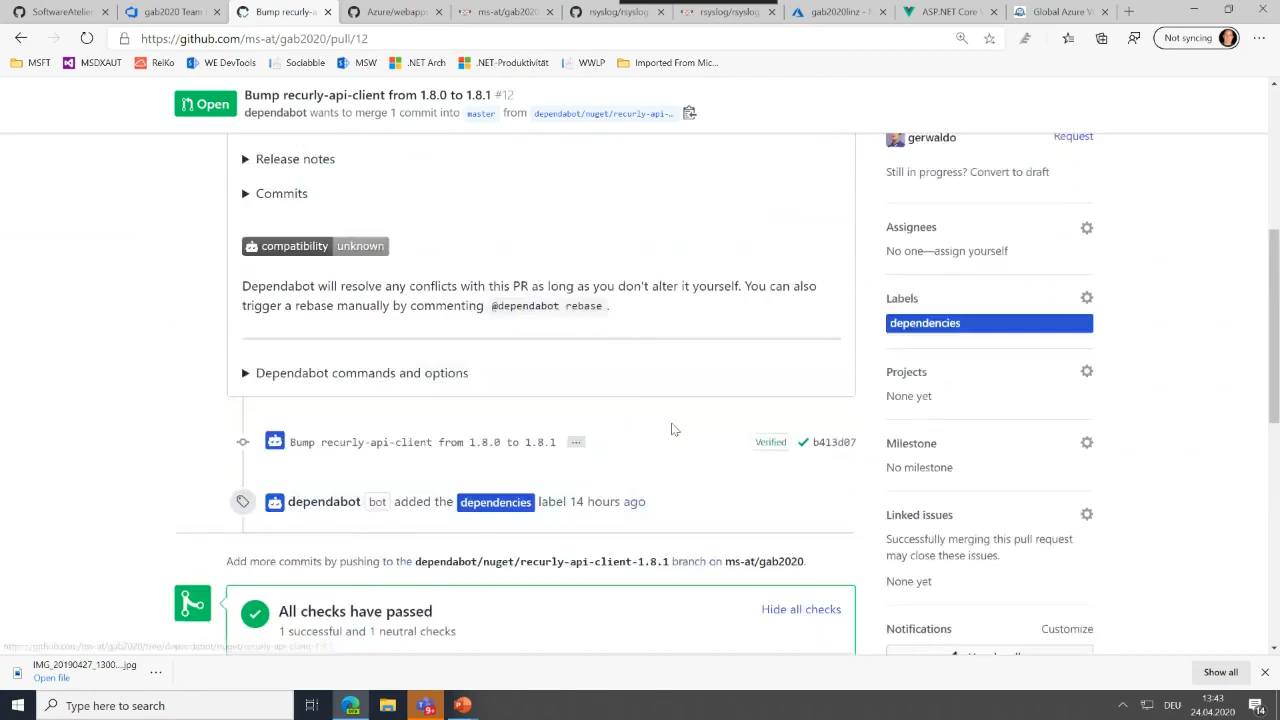 SoftwareAtelier
gab2020 Team
Bump recurly-a
Azure/webapp
ms-at/gab2020
rsyslog/rsyslog
rsyslog/rsyslog
gab2020linz -
ASP.NET Core
Global Azure V
https://github.com/ms-at/gab2020/pull/12
Not syncing
MSFT
MSDXAUT
ReiKo
WE DevTools
Sociabble
MSW
.NET Arch
.NET-Produktivität
WWLP
Imported From Mic...
Open
Bump recurly-api-client from 1.8.0 to 1.8.1 #12
dependabot wants to merge 1 commit into master from dependabot/nuget/recurly-api-…
gerwaldo
Request
Release notes
Still in progress? Convert to draft
Commits
Assignees
No one—assign yourself
compatibility unknown
Dependabot will resolve any conflicts with this PR as long as you don't alter it yourself. You can also
trigger a rebase manually by commenting @dependabot rebase.
Labels
dependencies
Dependabot commands and options
Projects
None yet
Bump recurly-api-client from 1.8.0 to 1.8.1 ...
Verified
b413d07
Milestone
No milestone
dependabot bot added the dependencies label 14 hours ago
Linked issues
Successfully merging this pull request
may close these issues.
None yet
Add more commits by pushing to the dependabot/nuget/recurly-api-client-1.8.1 branch on ms-at/gab2020.
All checks have passed
Hide all checks
1 successful and 1 neutral checks
Notifications
Customize
IMG_20190427_1300....jpg
Open file
Show all
Type here to search
DEU
13:43
24.04.2020
14